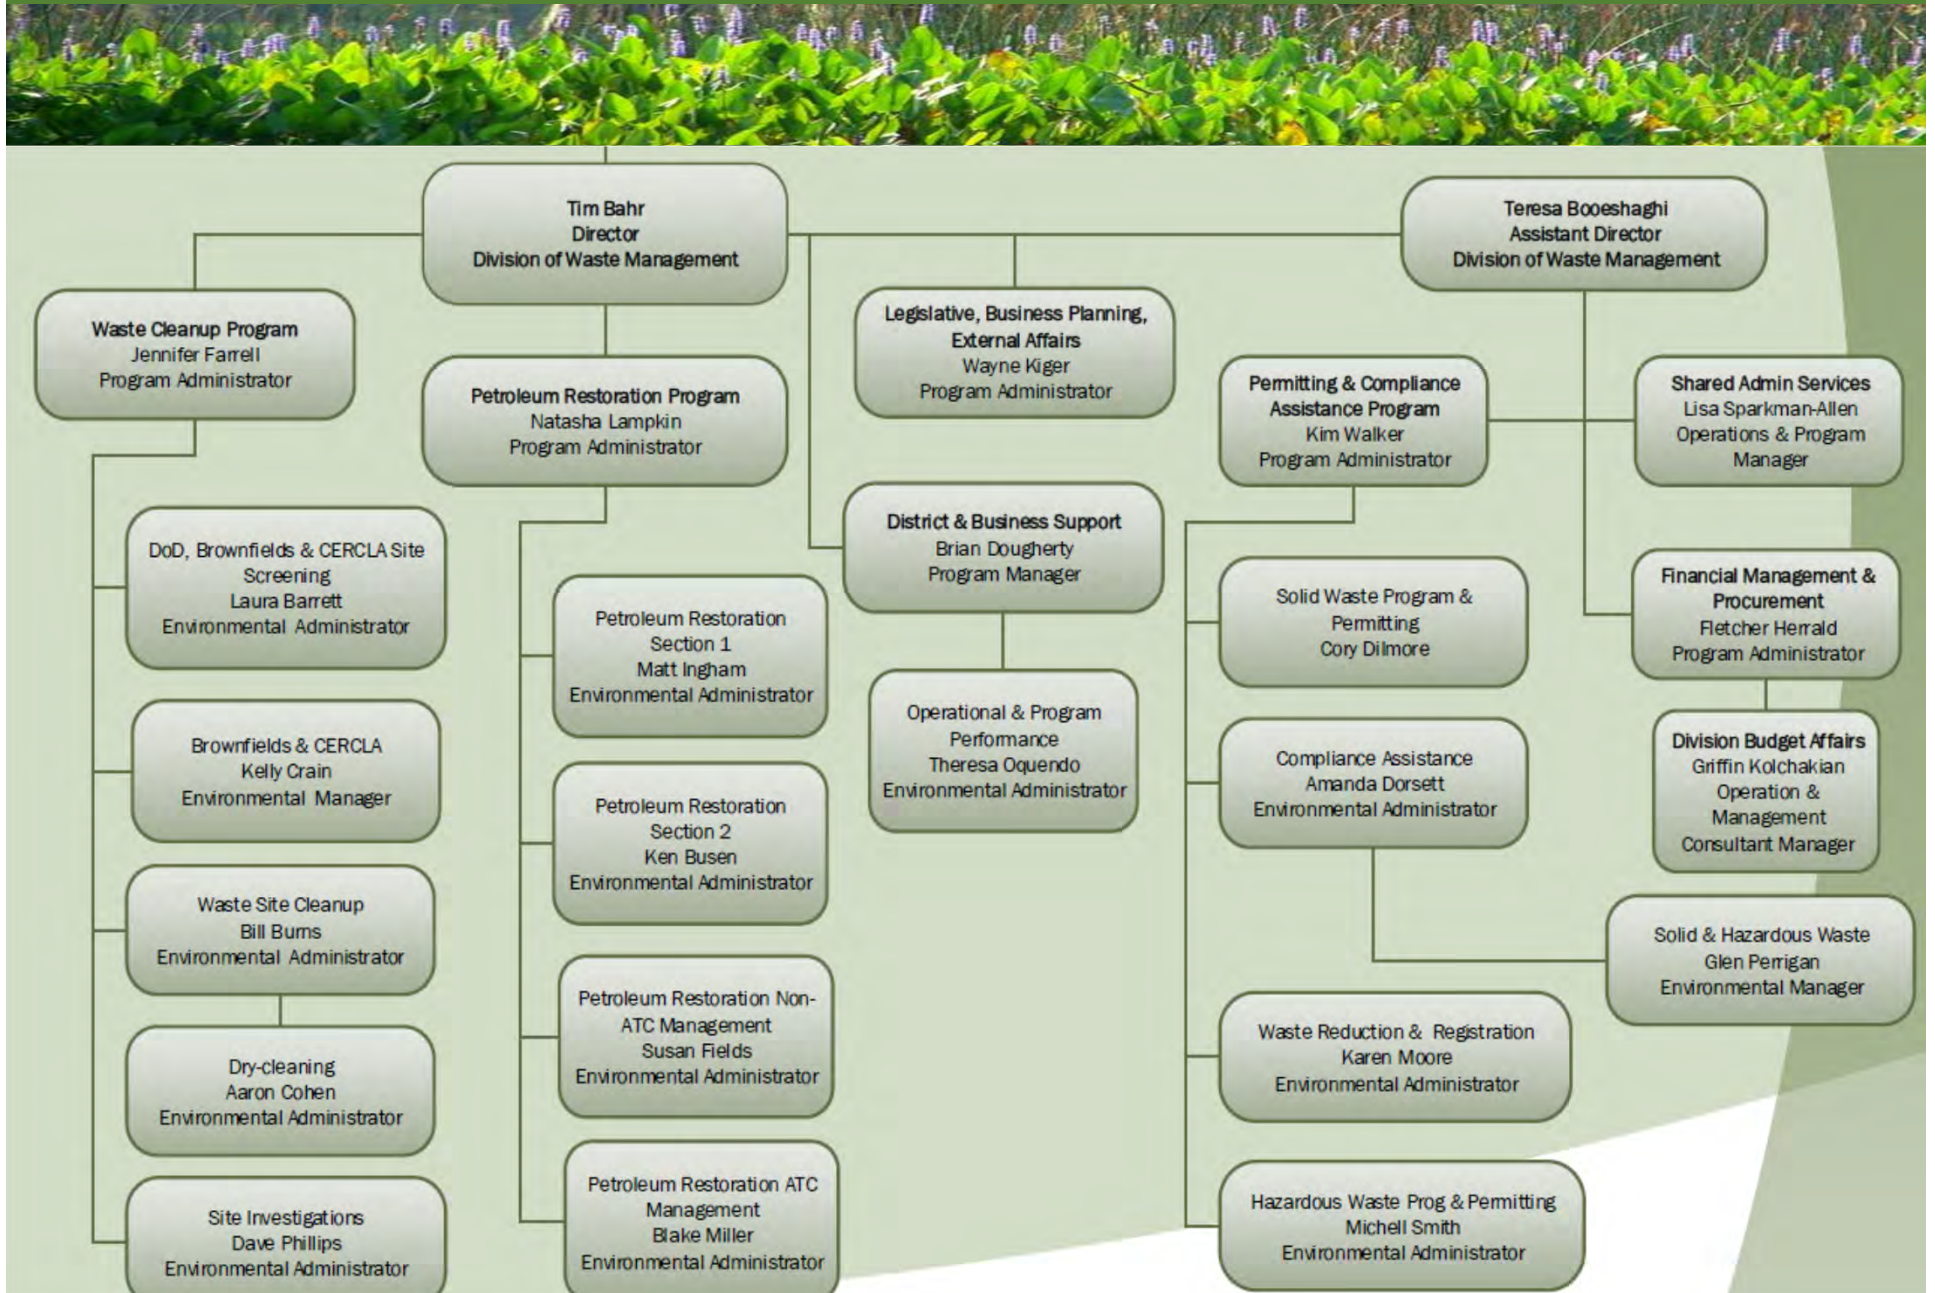 Tim Bahr
Director
Division of Waste Management
Teresa Booeshaghi
Assistant Director
Division of Waste Management
Waste Cleanup Program
Jennifer Farrell
Program Administrator
Petroleum Restoration Program
Natasha Lampkin
Program Administrator
Legislative, Business Planning,
External Affairs
Wayne Kiger
Program Administrator
Permitting & Compliance
Assistance Program
Kim Walker
Program Administrator
Shared Admin Services
Lisa Sparkman-Allen
Operations & Program
Manager
DoD, Brownfields & CERCLA Site
Screening
Laura Barrett
Environmental Administrator
Brownfields & CERCLA
Kelly Crain
Environmental Manager
Waste Site Cleanup
Bill Burns
Environmental Administrator
Dry-cleaning
Aaron Cohen
Environmental Administrator
Site Investigations
Dave Phillips
Environmental Administrator
Petroleum Restoration
Section 1
Matt Ingham
Environmental Administrator
Petroleum Restoration
Section 2
Ken Busen
Environmental Administrator
Petroleum Restoration Non-
ATC Management
Susan Fields
Environmental Administrator
Petroleum Restoration ATC
Management
Blake Miller
Environmental Administrator
District & Business Support
Brian Dougherty
Program Manager
Operational & Program
Performance
Theresa Oquendo
Environmental Administrator
Solid Waste Program &
Permitting
Cory Dilmore
Compliance Assistance
Amanda Dorsett
Environmental Administrator
Waste Reduction & Registration
Karen Moore
Environmental Administrator
Hazardous Waste Prog & Permitting
Michell Smith
Environmental Administrator
Financial Management &
Procurement
Fletcher Herrald
Program Administrator
Division Budget Affairs
Griffin Kolchakian
Operation &
Management
Consultant Manager
Solid & Hazardous Waste
Glen Perrigan
Environmental Manager